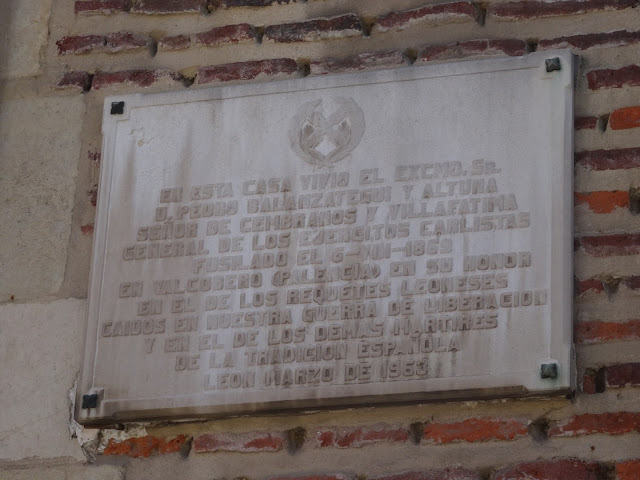 EN ESTA CASA VIVIO EL EXCMO. SR.
D. PEDRO BALANZATEGUI Y ALTUNA
SEÑOR DE CEMBRANOS Y VILLAFATIMA
GENERAL DE LOS EJERCITOS CARLISTAS
FUSILADO EL 6-VIII-1869
EN VALCOBERO (PALENCIA) EN SU HONOR
EN EL DE LOS REQUETES LEONESES
CAIDOS EN NUESTRA GUERRA DE LIBERACION
Y EN EL DE LOS DEMAS MARTIRES
DE LA TRADICION ESPAÑOLA
LEON MARZO DE 1963